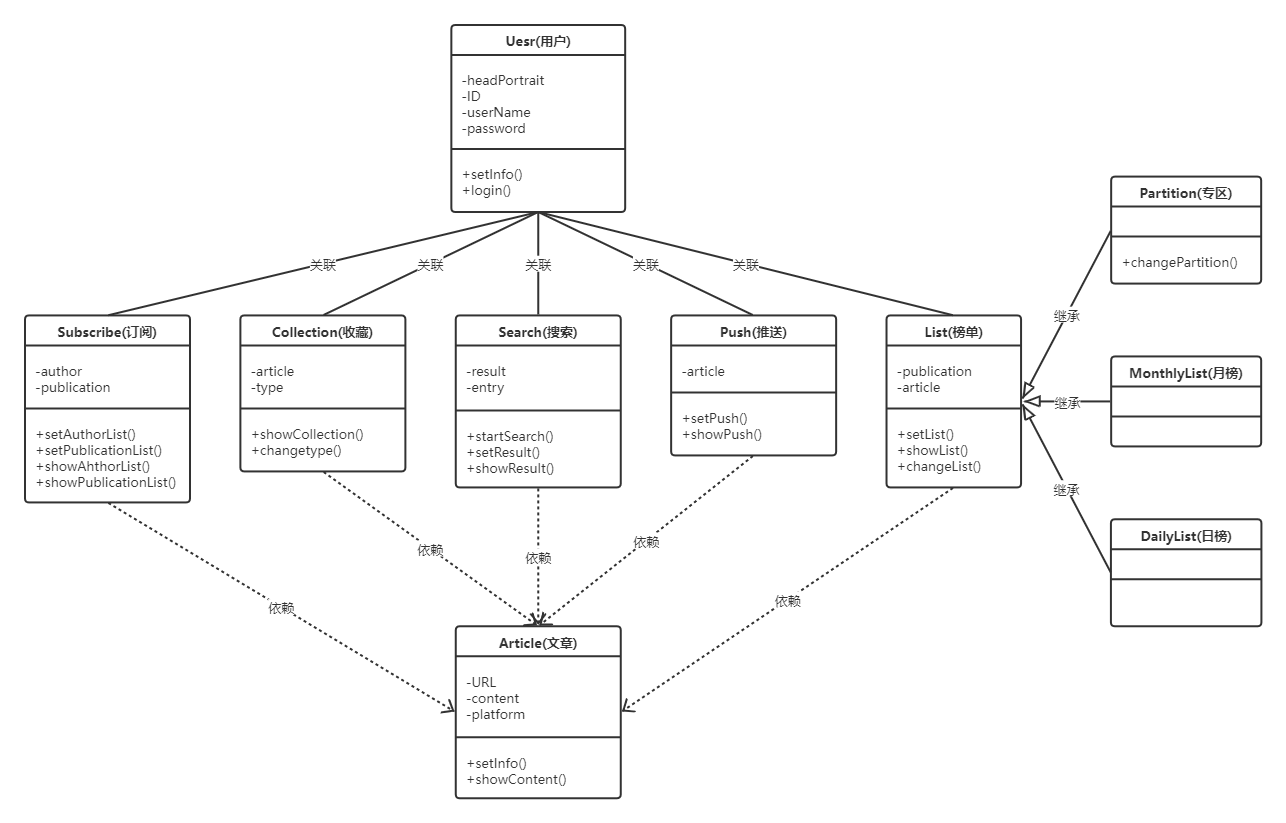 Uesr(用户)
-headPortrait
-ID
-userName
-password
+setInfo()
+login()
Partition(专区)
+changePartition()
关联
关联
关联
关联
关联
继承
Subscribe(订阅)
-author
-publication
+setAuthorList()
+setPublicationList()
+showAhthorList()
+showPublicationList()
Collection(收藏)
-article
-type
+showCollection()
+changetype()
Search(搜索)
-result
-entry
+startSearch()
+setResult()
+showResult()
Push(推送)
-article
+setPush()
+showPush()
List(榜单)
-publication
-article
+setList()
+showList()
+changeList()
MonthlyList(月榜)
继承
继承
DailyList(日榜)
依赖
依赖
依赖
依赖
依赖
Article(文章)
-URL
-content
-platform
+setInfo()
+showContent()